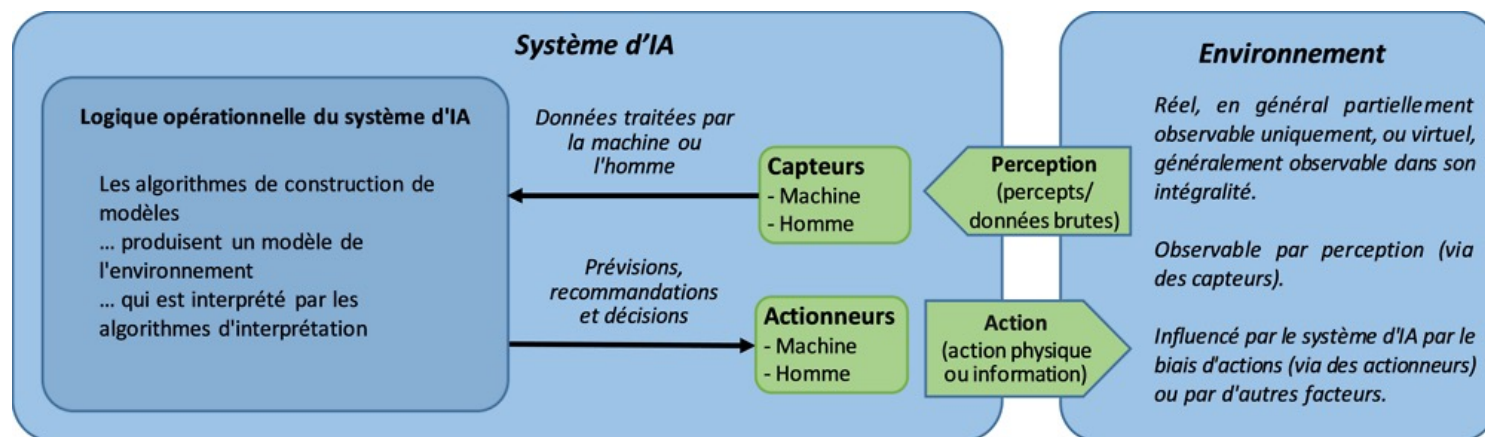 Système d’IA
Logique opérationnelle du système d'IA
Les algorithmes de construction de
modèles
... produisent un modèle de
l'environnement
... qui est interprété par les
algorithmes d'interprétation
Données traitées par
la machine ou
l'homme
Capteurs
- Machine
- Homme
Perception
(percepts/
données brutes)
Prévisions,
recommandations
et décisions
Actionneurs
- Machine
- Homme
Action
(action physique
ou information)
Environnement
Réel, en général partiellement
observable uniquement, ou virtuel,
généralement observable dans son
intégralité.
Observable par perception (via
des capteurs).
Influencé par le système d'IA par le
biais d'actions (via des actionneurs)
ou par d'autres facteurs.